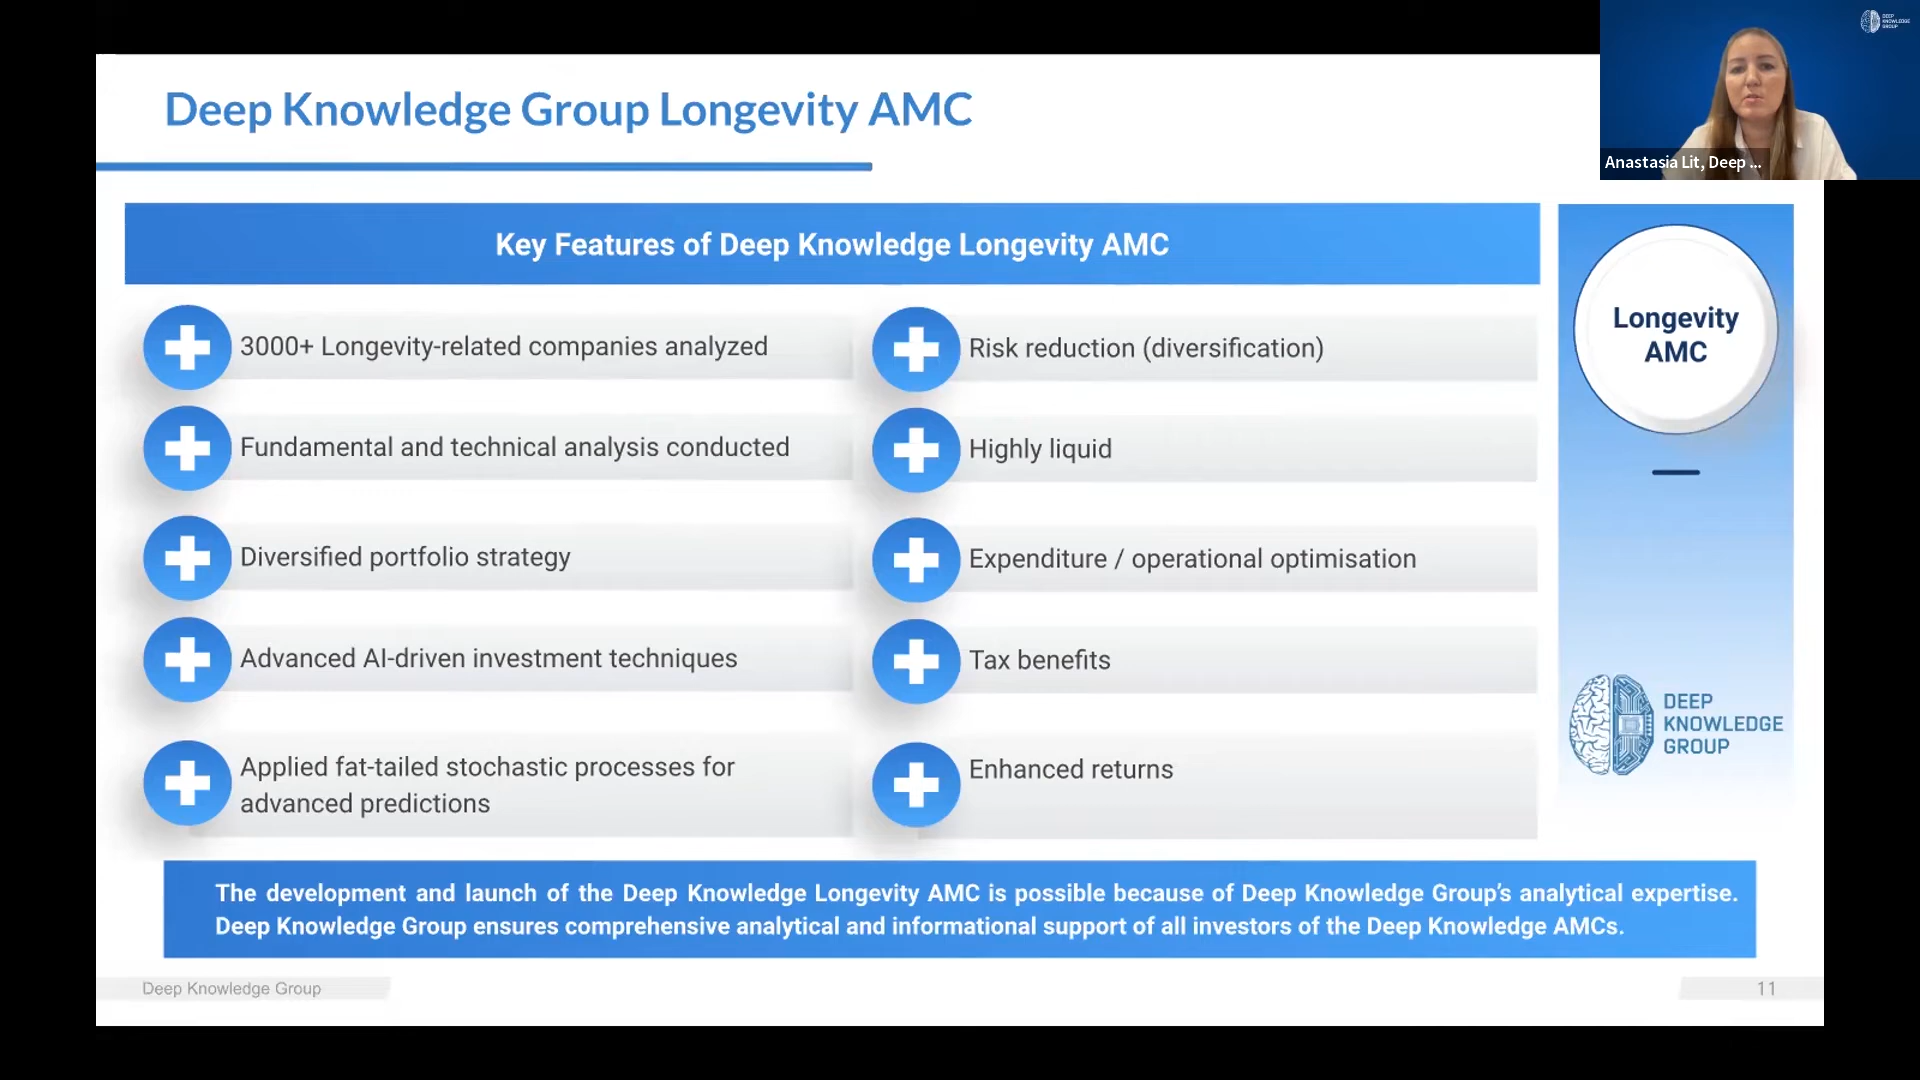 Deep Knowledge Group Longevity AMC
DEEP
KNOWLEDGE
GROUP
Anastasia Lit, Deep ...
Key Features of Deep Knowledge Longevity AMC
3000+ Longevity-related companies analyzed
Fundamental and technical analysis conducted
Diversified portfolio strategy
Advanced AI-driven investment techniques
Applied fat-tailed stochastic processes for
advanced predictions
Risk reduction (diversification)
Highly liquid
Expenditure / operational optimisation
Tax benefits
Enhanced returns
Longevity
AMC
DEEP
KNOWLEDGE
GROUP
The development and launch of the Deep Knowledge Longevity AMC is possible because of Deep Knowledge Group's analytical expertise.
Deep Knowledge Group ensures comprehensive analytical and informational support of all investors of the Deep Knowledge AMCs.
Deep Knowledge Group
11